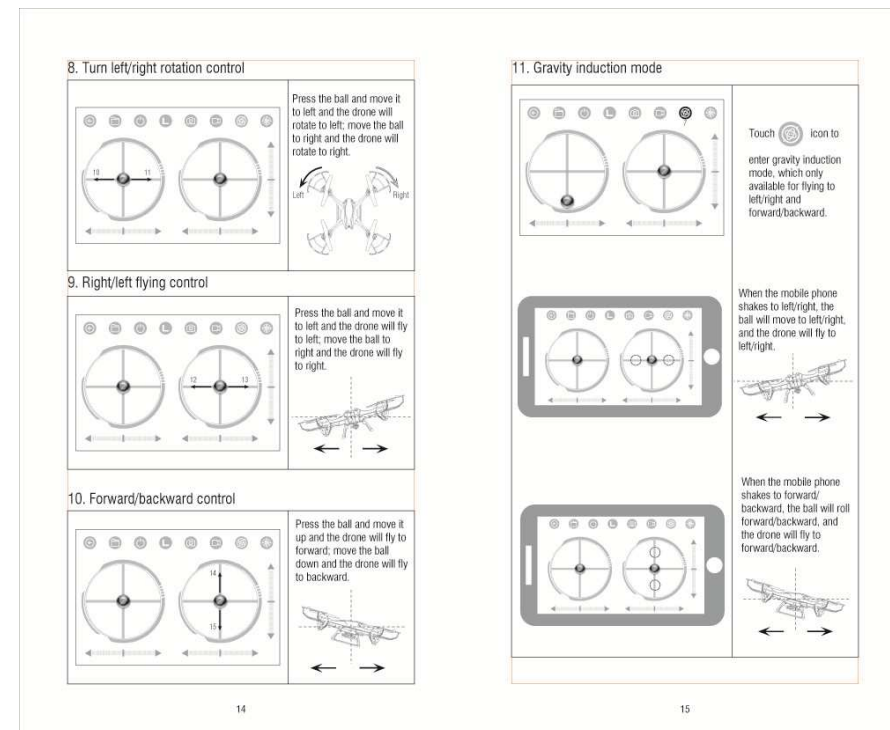 8. Turn left/right rotation control
10
11
Press the ball and move it
to left and the drone will
rotate to left; move the ball
to right and the drone will
rotate to right.
Left
Right
9. Right/left flying control
12
13
Press the ball and move it
to left and the drone will fly
to left; move the ball to
right and the drone will fly
to right.
10. Forward/backward control
14
15
Press the ball and move it
up and the drone will fly to
forward; move the ball
down and the drone will fly
to backward.
14
11. Gravity induction mode
Touch icon to
enter gravity induction
mode, which only
available for flying to
left/right and
forward/backward.
When the mobile phone
shakes to left/right, the
ball will move to left/right,
and the drone will fly to
left/right.
When the mobile phone
shakes to forward/
backward, the ball will roll
forward/backward, and
the drone will fly to
forward/backward.
15